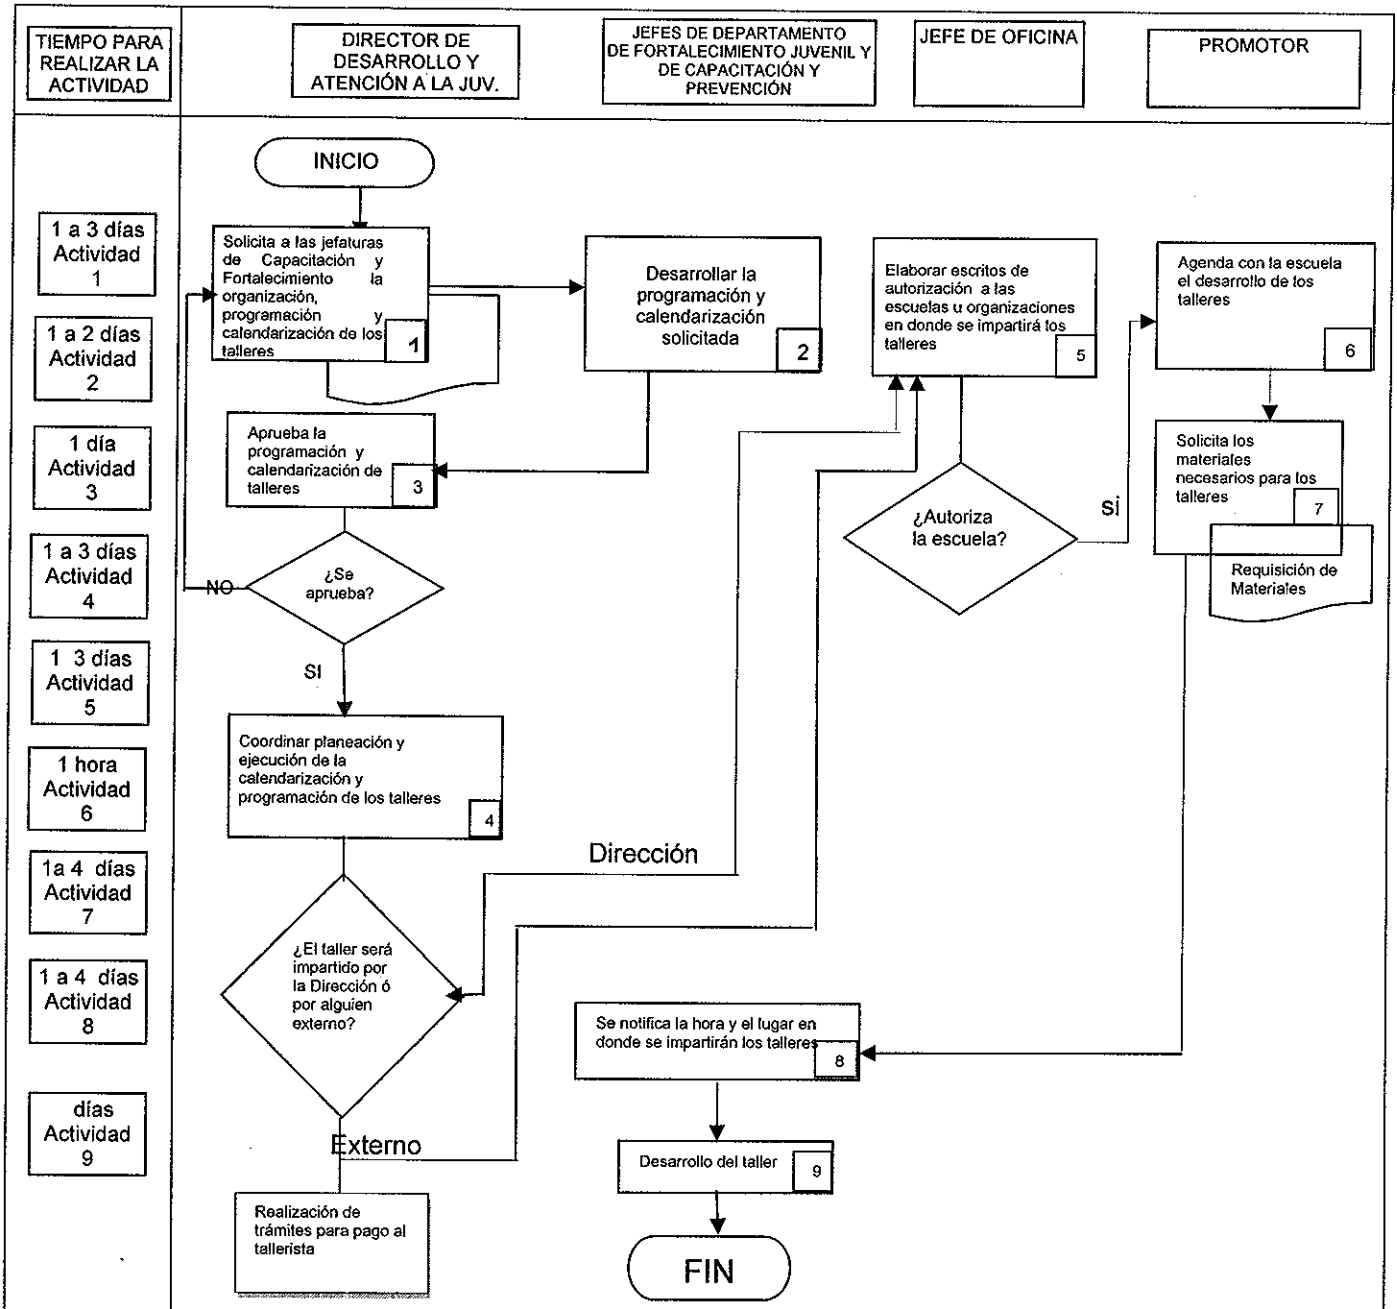 TIEMPO PARA
REALIZAR LA
ACTIVIDAD
DIRECTOR DE
DESARROLLO Y
ATENCIÓN A LA JUV.
JEFES DE DEPARTAMENTO
DE FORTALECIMIENTO JUVENIL Y
DE CAPACITACIÓN Y
PREVENCIÓN
JEFE DE OFICINA
PROMOTOR
1 a 3 días
Actividad
1
1 a 2 días
Actividad
2
1 día
Actividad
3
1 a 3 días
Actividad
4
1 3 días
Actividad
5
1 hora
Actividad
6
1a 4 días
Actividad
7
1 a 4 días
Actividad
8
días
Actividad
9
INICIO
Solicita a las jefaturas
de Capacitación y
Fortalecimiento la
organización,
programación y
calendarización de los
talleres
1
Desarrollar la
programación y
calendarización
solicitada
2
Aprueba la
programación y
calendarización de
talleres
3
¿Se
aprueba?
NO
SI
Coordinar planeación y
ejecución de la
calendarización y
programación de los talleres
4
¿El taller será
impartido por
la Dirección ó
por alguien
externo?
Dirección
Externo
Realización de
trámites para pago al
tallerista
Elaborar escritos de
autorización a las
escuelas u organizaciones
en donde se impartirá los
talleres
5
¿Autoriza
la escuela?
si
Agenda con la escuela
el desarrollo de los
talleres
6
Solicita los
materiales
necesarios para los
talleres
7
Requisición de
Materiales
Se notifica la hora y el lugar en
donde se impartirán los talleres
8
Desarrollo del taller
9
FIN